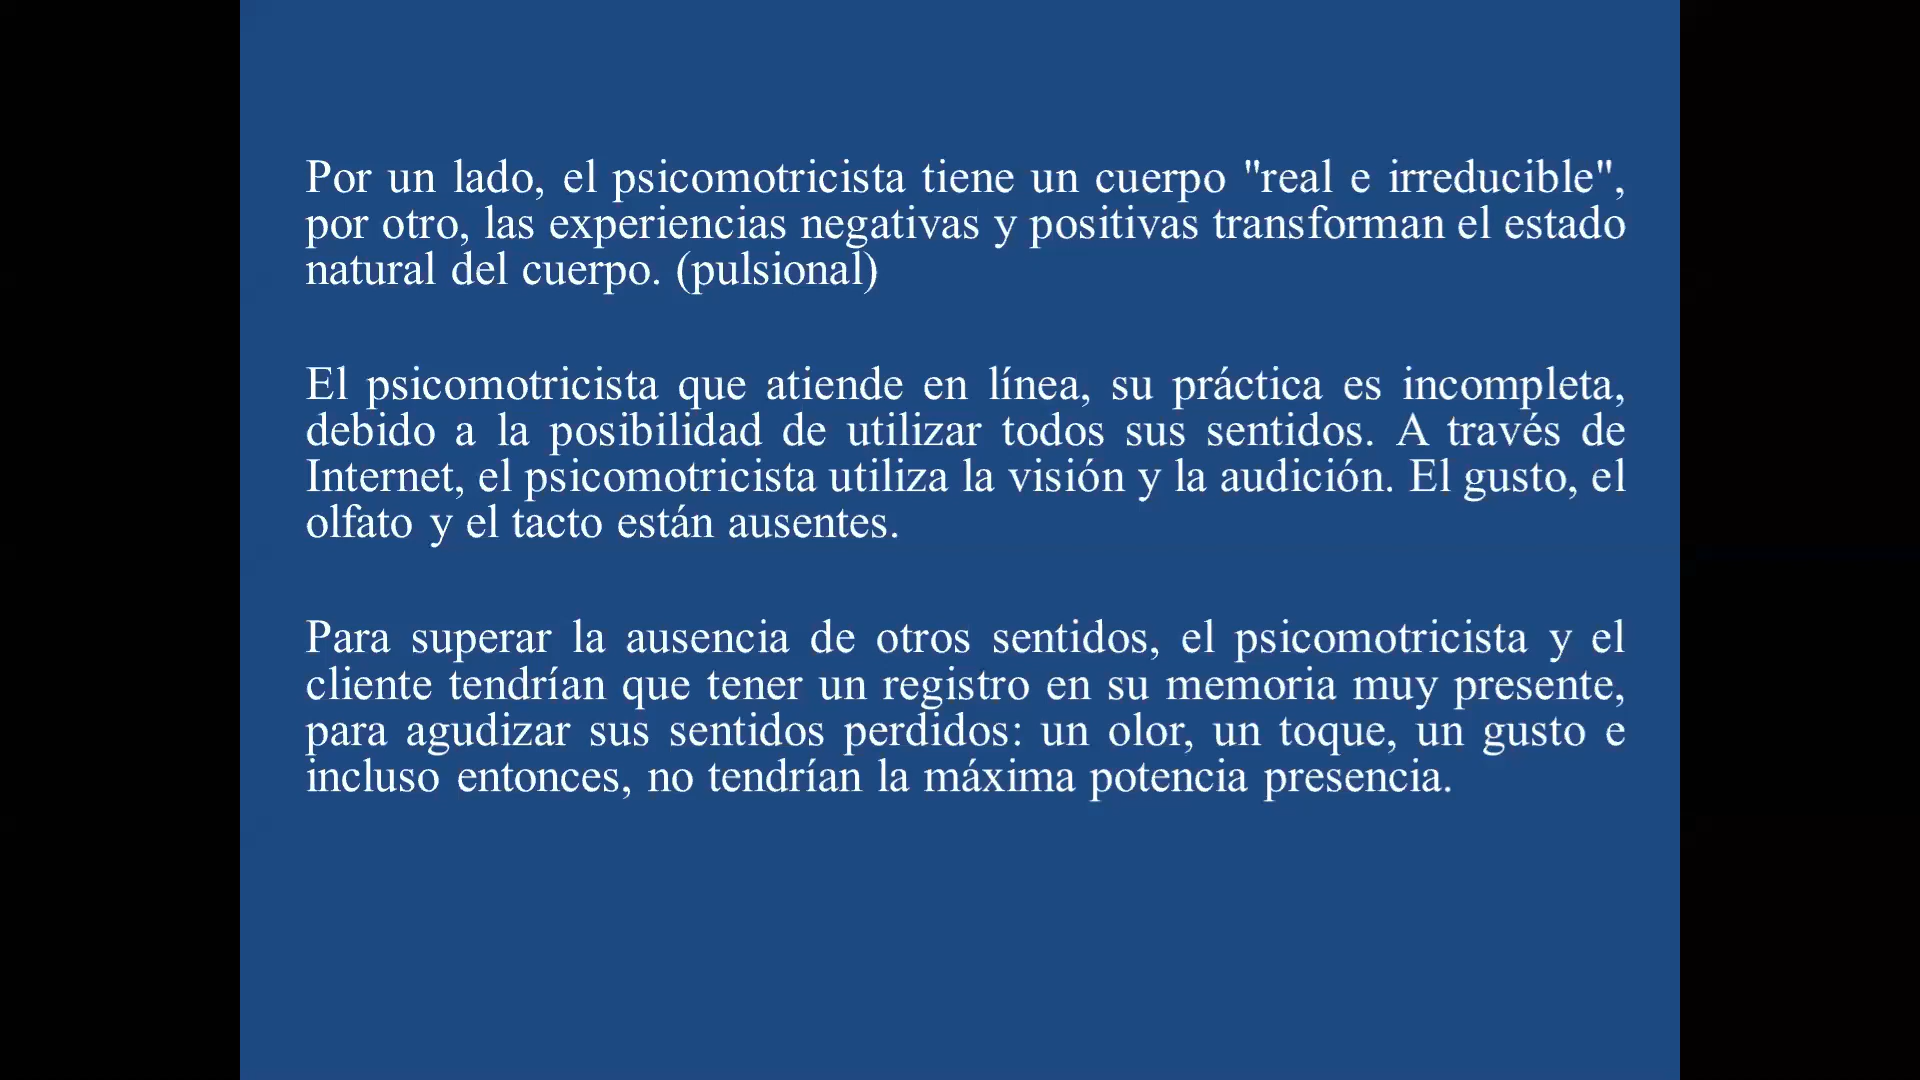 Por un lado, el psicomotricista tiene un cuerpo "real e irreducible",
por otro, las experiencias negativas y positivas transforman el estado
natural del cuerpo. (pulsional)
El psicomotricista que atiende en línea, su práctica es incompleta,
debido a la posibilidad de utilizar todos sus sentidos. A través de
Internet, el psicomotricista utiliza la visión y la audición. El gusto, el
olfato y el tacto están ausentes.
Para superar la ausencia de otros sentidos, el psicomotricista y el
cliente tendrían que tener un registro en su memoria muy presente,
para agudizar sus sentidos perdidos: un olor, un toque, un gusto e
incluso entonces, no tendrían la máxima potencia presencia.